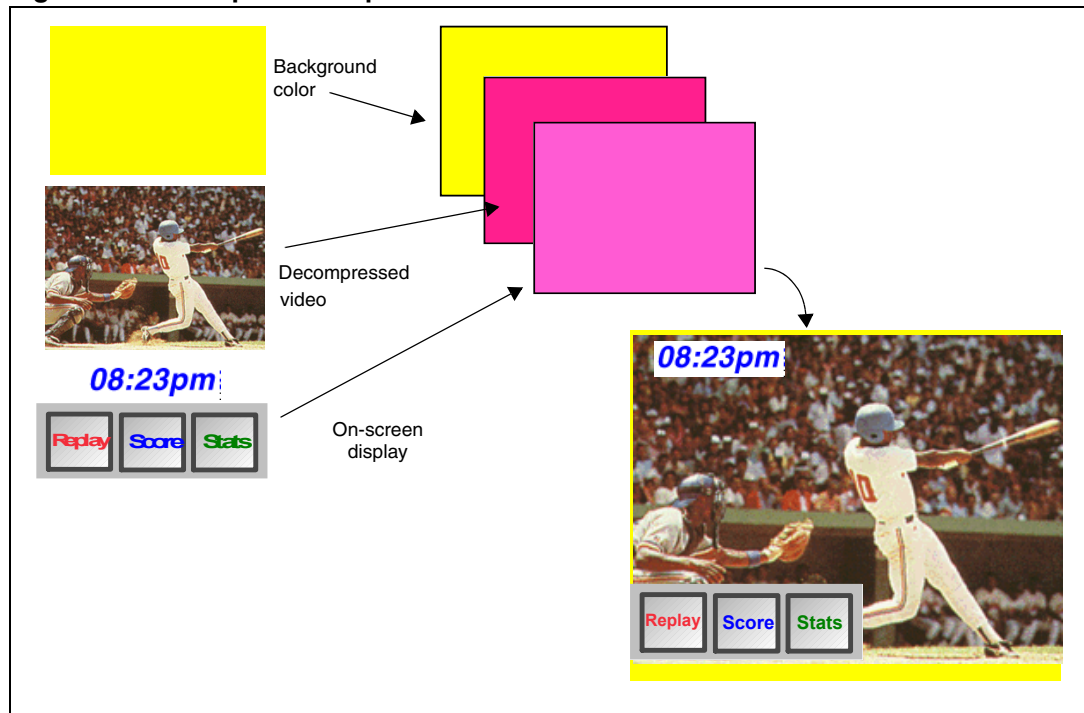 Background
color
Decompressed
video
08:23pm
Replay Score Stats
On-screen
display
08:23pm
Replay Score Stats